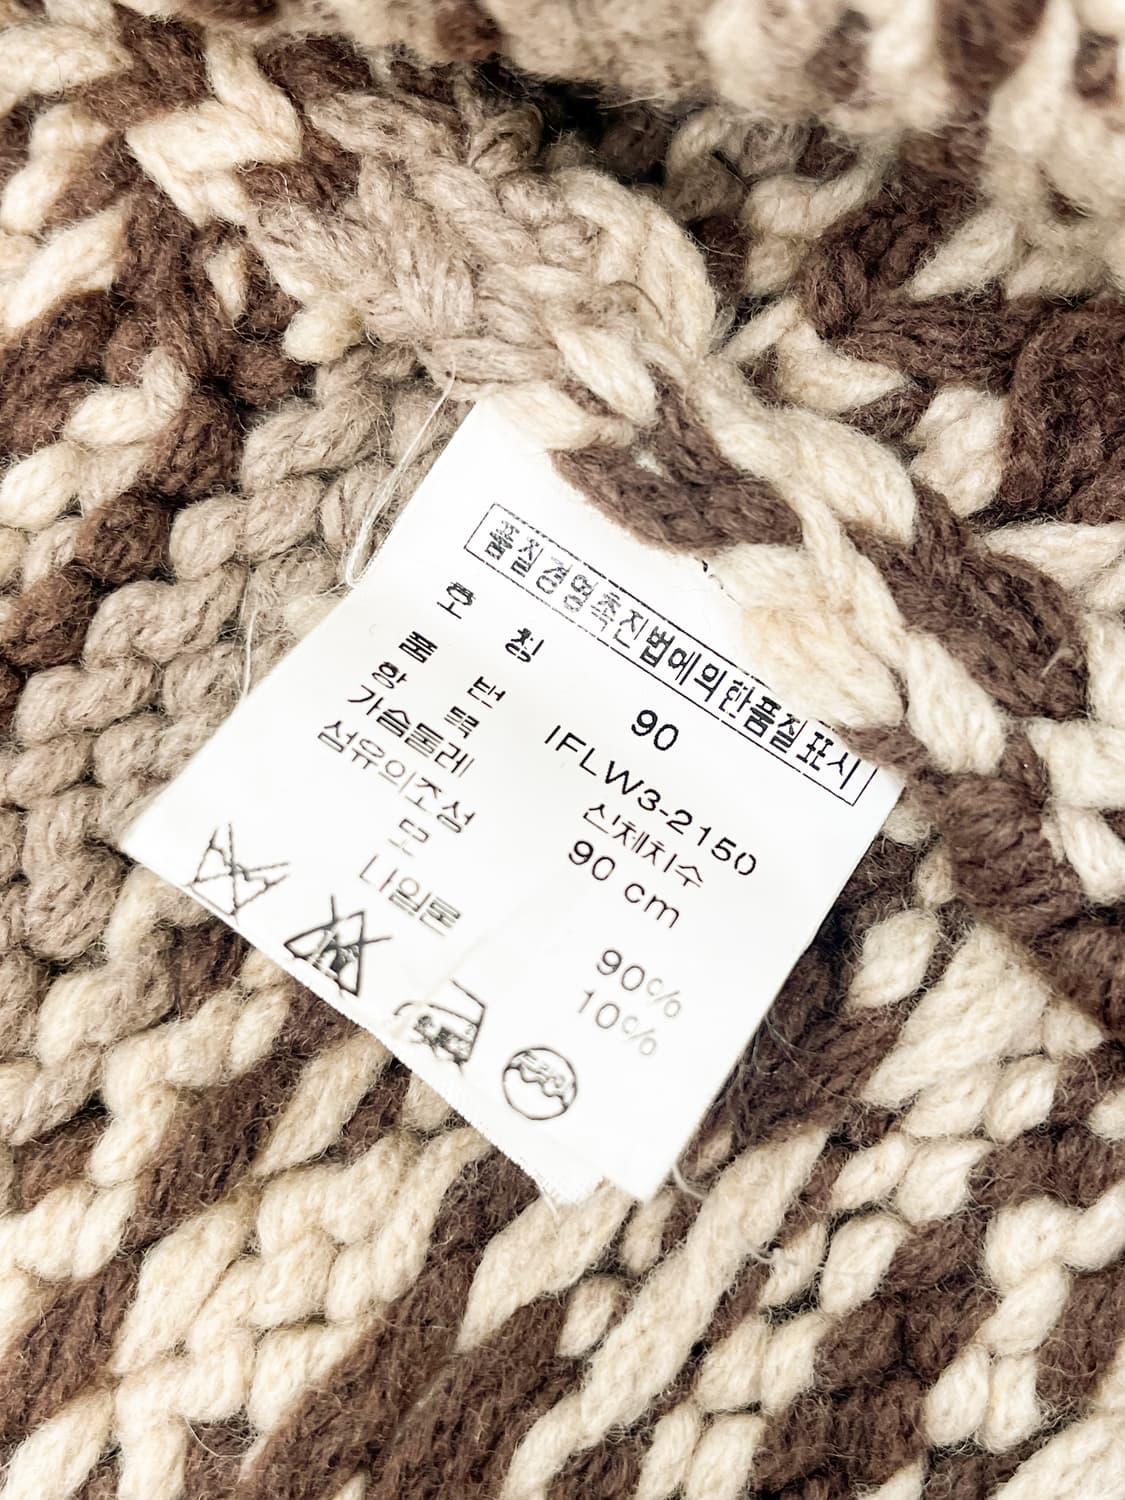 품질경영촉진법에의한품질표시
호 칭 90
품 번 IFLW3-2150
항 목 신체치수
가슴둘레 90 cm
섬유의조성
모 90%
나일론 10%